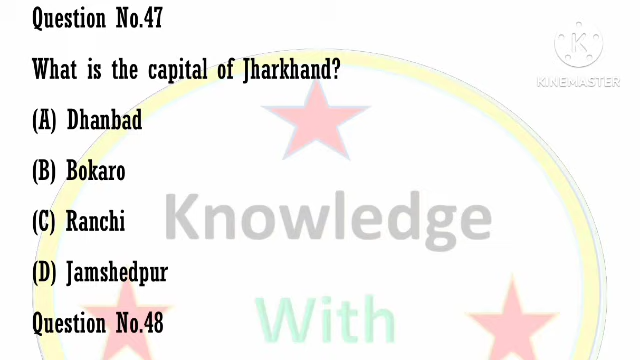 Question No.47
What is the capital of Jharkhand?
(A) Dhanbad
(B) Bokaro
(C) Ranchi
(D) Jamshedpur
Question No.48
KINEMASTER
Knowledge
With